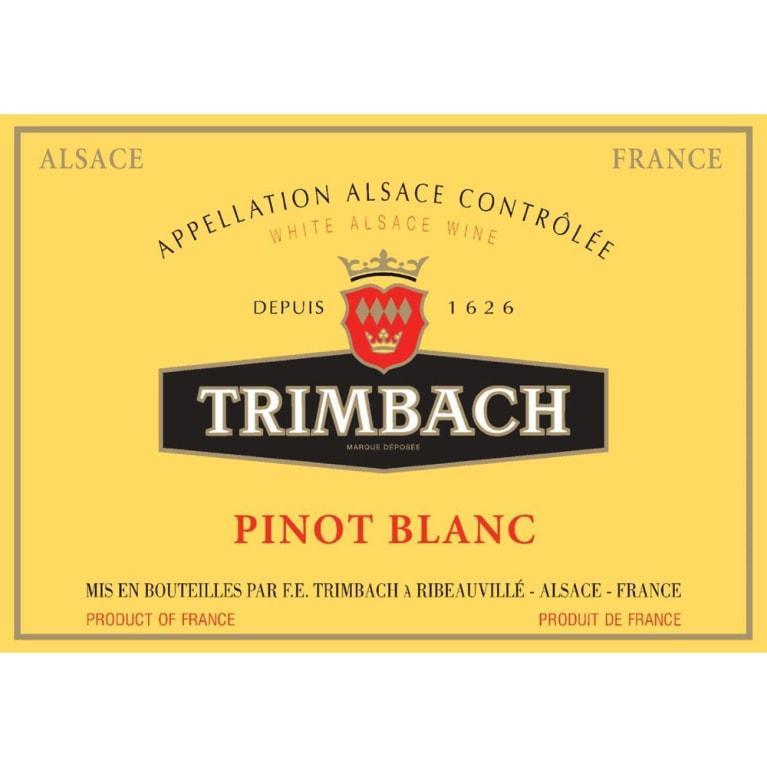 ALSACE FRANCE
APPELLATION ALSACE CONTRÔLÉE
WHITE ALSACE WINE
DEPUIS 1626
TRIMBACH
MARQUE DÉPOSÉE
PINOT BLANC
MIS EN BOUTEILLES PAR F.E. TRIMBACH A RIBEAUVILLÉ - ALSACE - FRANCE
PRODUCT OF FRANCE PRODUIT DE FRANCE